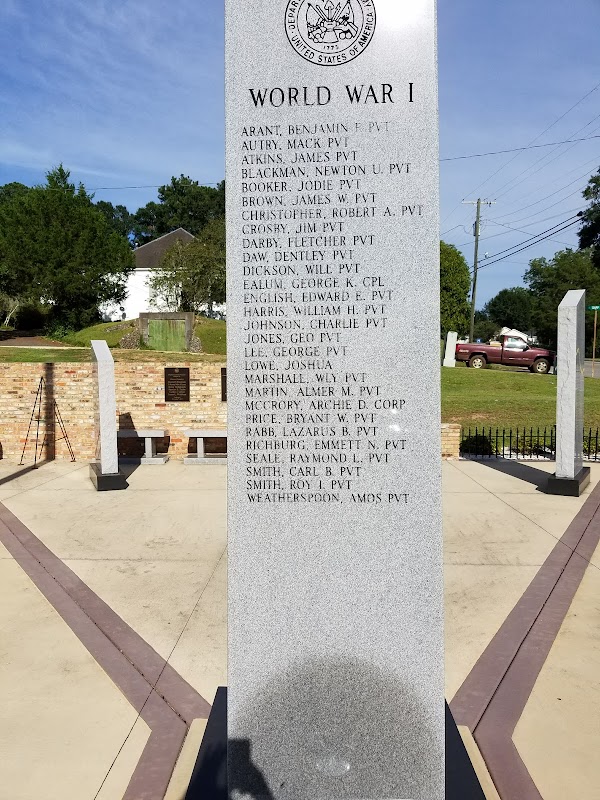 DEPAR
UNITED STATES OF AMERICA
1775
WORLD WAR I
ARANT, BENJAMIN F. PVT
AUTRY, MACK PVT
ATKINS, JAMES PVT
BLACKMAN, NEWTON U. PVT
BOOKER, JODIE PVT
BROWN, JAMES W. PVT
CHRISTOPHER, ROBERT A. PVT
CROSBY, JIM PVT
DARBY, FLETCHER PVT
DAW, DENTLEY PVT
DICKSON, WILL PVT
EALUM, GEORGE K. CPL
ENGLISH, EDWARD E. PVT
HARRIS, WILLIAM H. PVT
JOHNSON, CHARLIE PVT
JONES, GEO PVT
LEE, GEORGE PVT
LOWE, JOSHUA
MARSHALL, WLY PVT
MARTIN, ALMER M. PVT
MCCRORY, ARCHIE D. CORP
PRICE, BRYANT W. PVT
RABB, LAZARUS B. PVT
RICHBURG, EMMETT N. PVT
SEALE, RAYMOND L. PVT
SMITH, CARL B. PVT
SMITH, ROY I. PVT
WEATHERSPOON, AMOS PVT